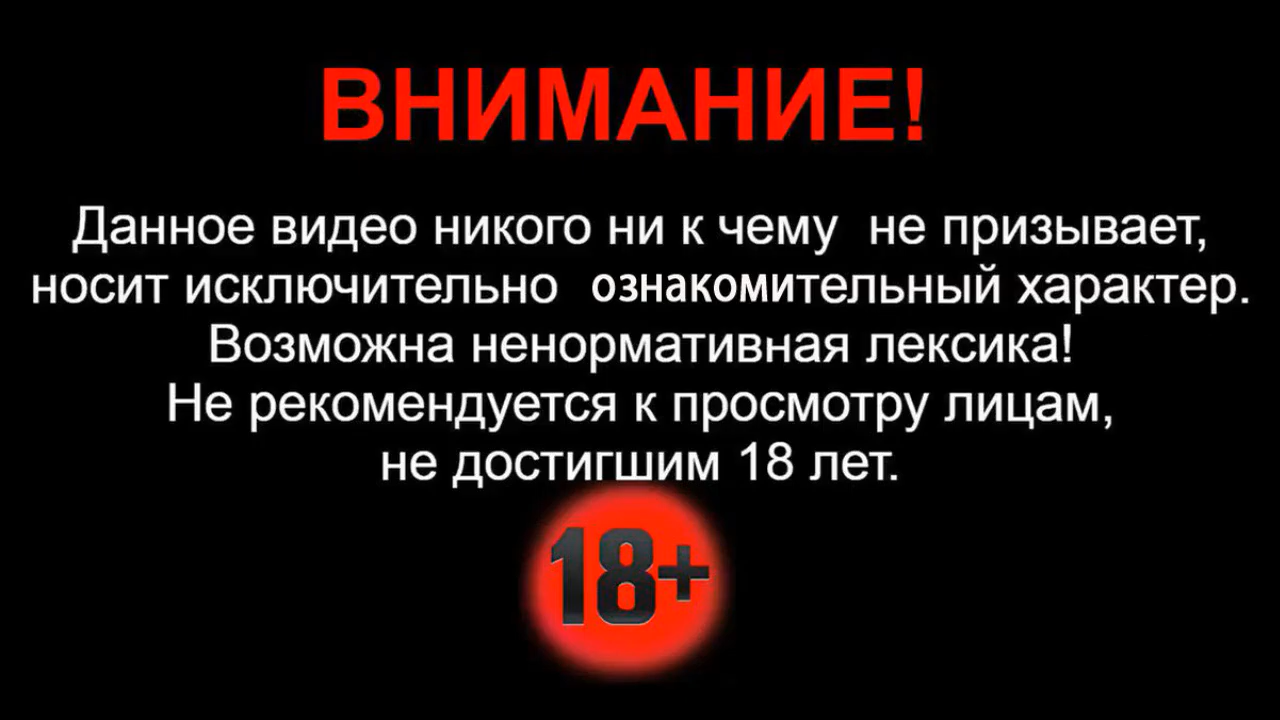 ВНИМАНИЕ!
Данное видео никого ни к чему не призывает,
носит исключительно ознакомительный характер.
Возможна ненормативная лексика!
Не рекомендуется к просмотру лицам,
не достигшим 18 лет.
18+